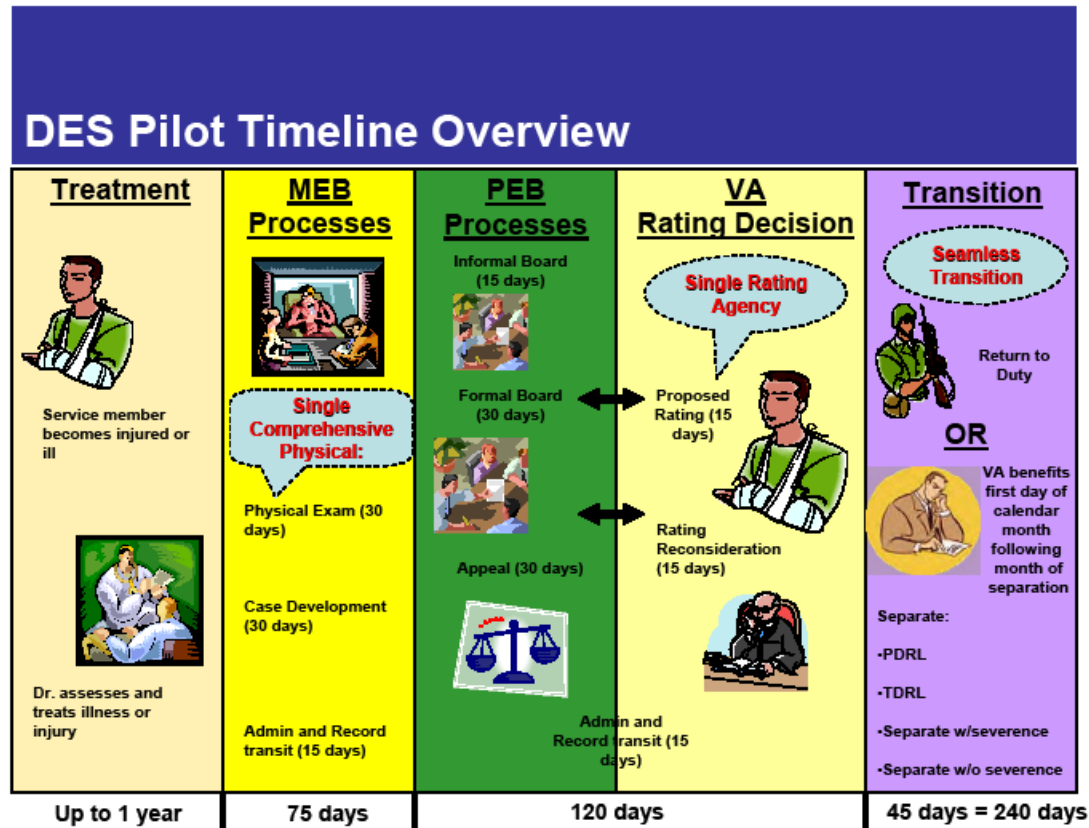 DES Pilot Timeline Overview
Treatment
Service member
becomes injured or
ill
Dr. assesses and
treats illness or
injury
Up to 1 year
MEB
Processes
Single
Comprehensive
Physical:
Physical Exam (30
days)
Case Development
(30 days)
Admin and Record
transit (15 days)
75 days
PEB
Processes
Informal Board
(15 days)
Formal Board
(30 days)
Appeal (30 days)
VA
Rating Decision
Single Rating
Agency
Proposed
Rating (15
days)
Rating
Reconsideration
(15 days)
Admin and
Record transit (15
days)
120 days
Transition
Seamless
Transition
Return to
Duty
OR
VA benefits
first day of
calendar
month
following
month of
separation
Separate:
•PDRL
•TDRL
•Separate w/severence
•Separate w/o severence
45 days = 240 days